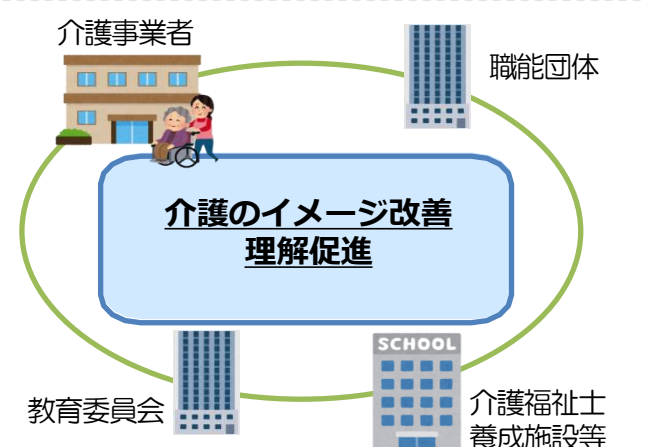 介護事業者
職能団体
介護のイメージ改善
理解促進
教育委員会
SCHOOL
介護福祉士
養成施設等